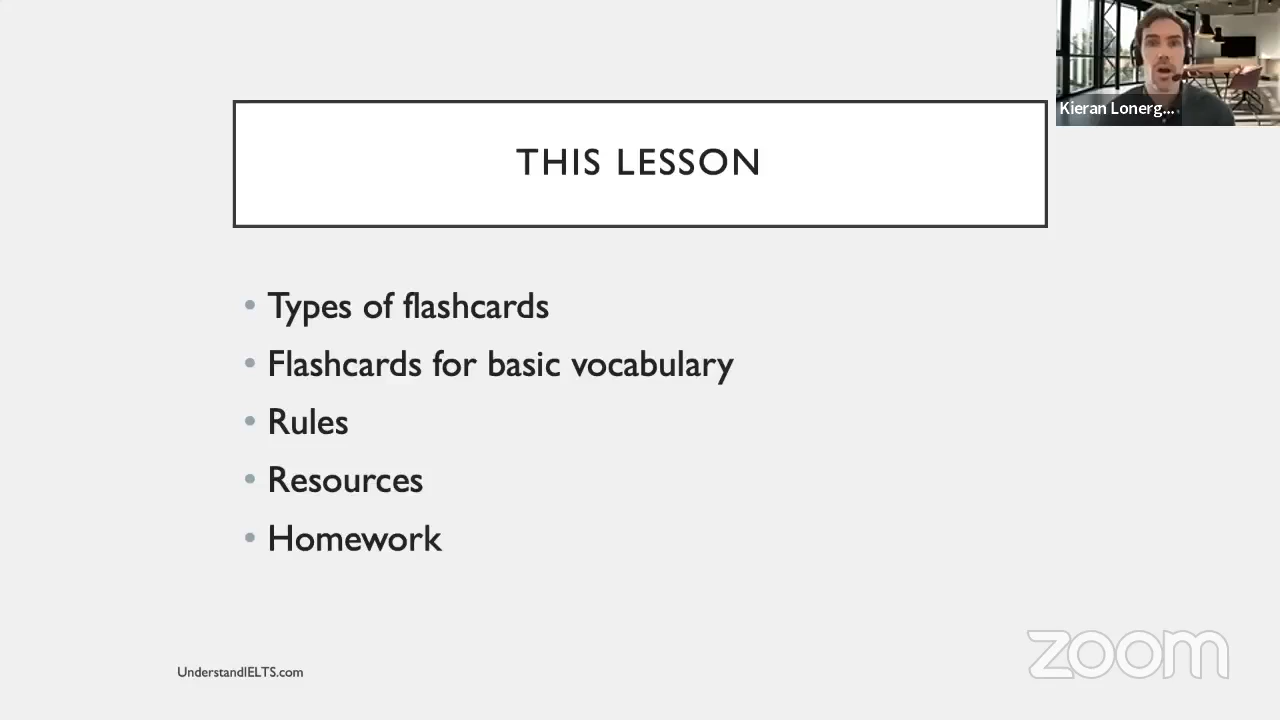 Kieran Lonerg...
THIS LESSON
• Types of flashcards
• Flashcards for basic vocabulary
• Rules
• Resources
• Homework
UnderstandIELTS.com
zoom